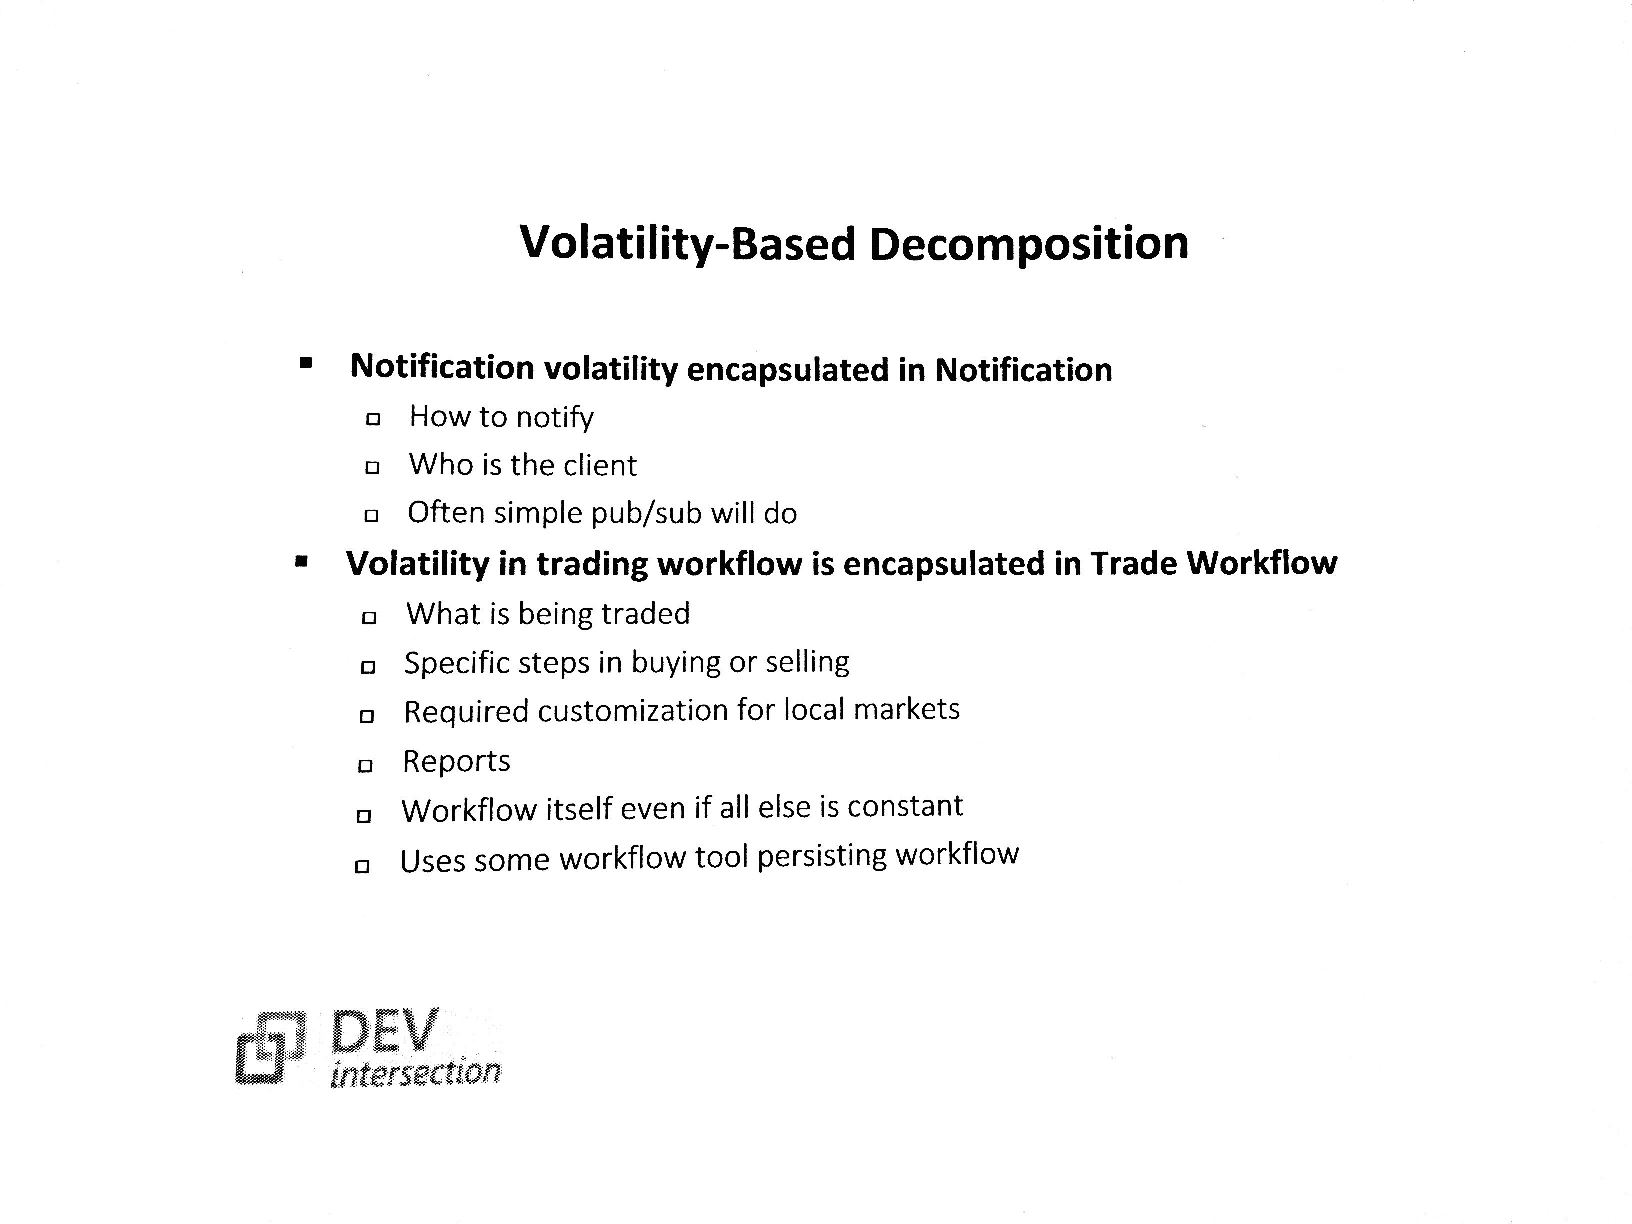 Volatility-Based Decomposition
▪ Notification volatility encapsulated in Notification
▫ How to notify
▫ Who is the client
▫ Often simple pub/sub will do
▪ Volatility in trading workflow is encapsulated in Trade Workflow
▫ What is being traded
▫ Specific steps in buying or selling
▫ Required customization for local markets
▫ Reports
▫ Workflow itself even if all else is constant
▫ Uses some workflow tool persisting workflow
DEV
intersection